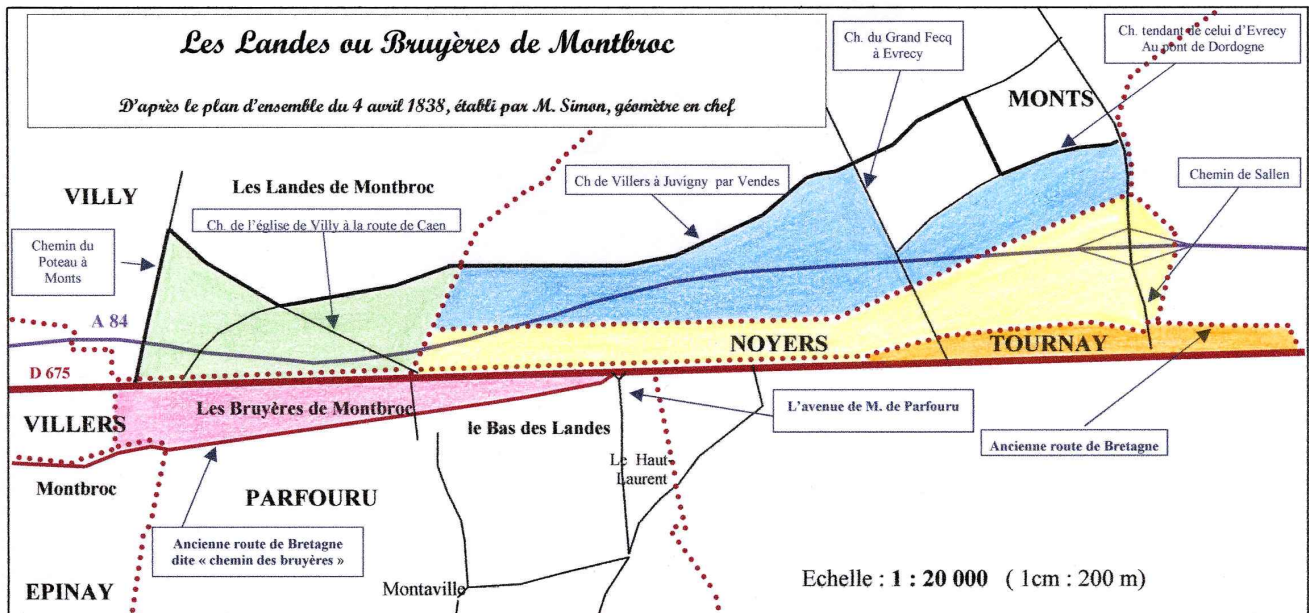 Les Landes ou Bruyères de Montbroc
D'après le plan d'ensemble du 4 avril 1838, établi par M. Simon, géomètre en chef
Ch. du Grand Fecq
à Evrecy
Ch. tendant de celui d'Evrecy
Au pont de Dordogne
MONTS
VILLY
Les Landes de Montbroc
Ch de Villers à Juvigny par Vendes
Chemin de Sallen
Ch. de l'église de Villy à la route de Caen
Chemin du
Poteau à
Monts
A 84
NOYERS
TOURNAY
D 675
VILLERS
Les Bruyères de Montbroc
le Bas des Landes
L'avenue de M. de Parfouru
Ancienne route de Bretagne
Le Haut-
Laurent
Montbroc
PARFOURU
Ancienne route de Bretagne
dite « chemin des bruyères »
Montaville
EPINAY
Echelle : 1 : 20 000 ( 1cm : 200 m)